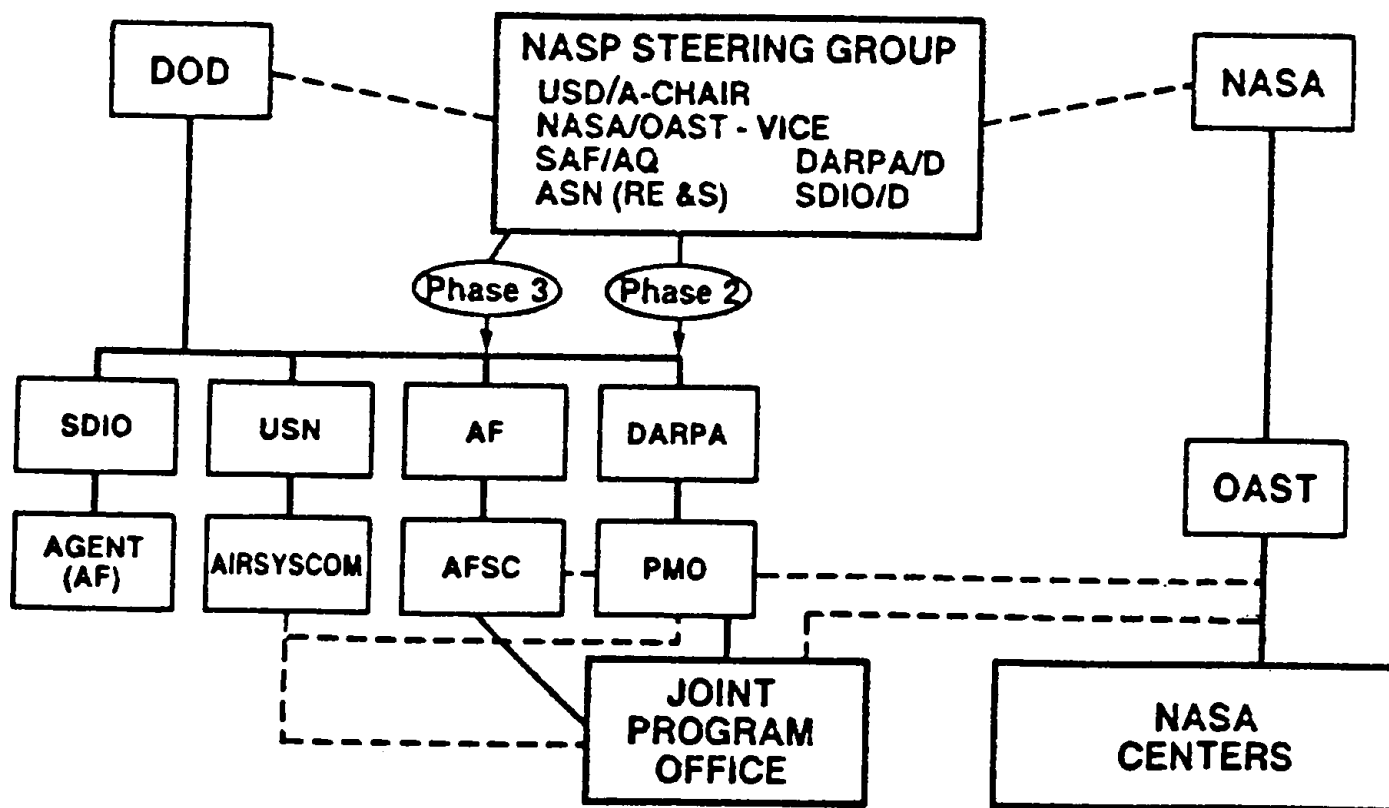 DOD
NASP STEERING GROUP
USD/A-CHAIR
NASA/OAST - VICE
SAF/AQ DARPA/D
ASN (RE &S) SDIO/D
NASA
Phase 3
Phase 2
SDIO
USN
AF
DARPA
OAST
AGENT
(AF)
AIRSYSCOM
AFSC
PMO
JOINT
PROGRAM
OFFICE
NASA
CENTERS